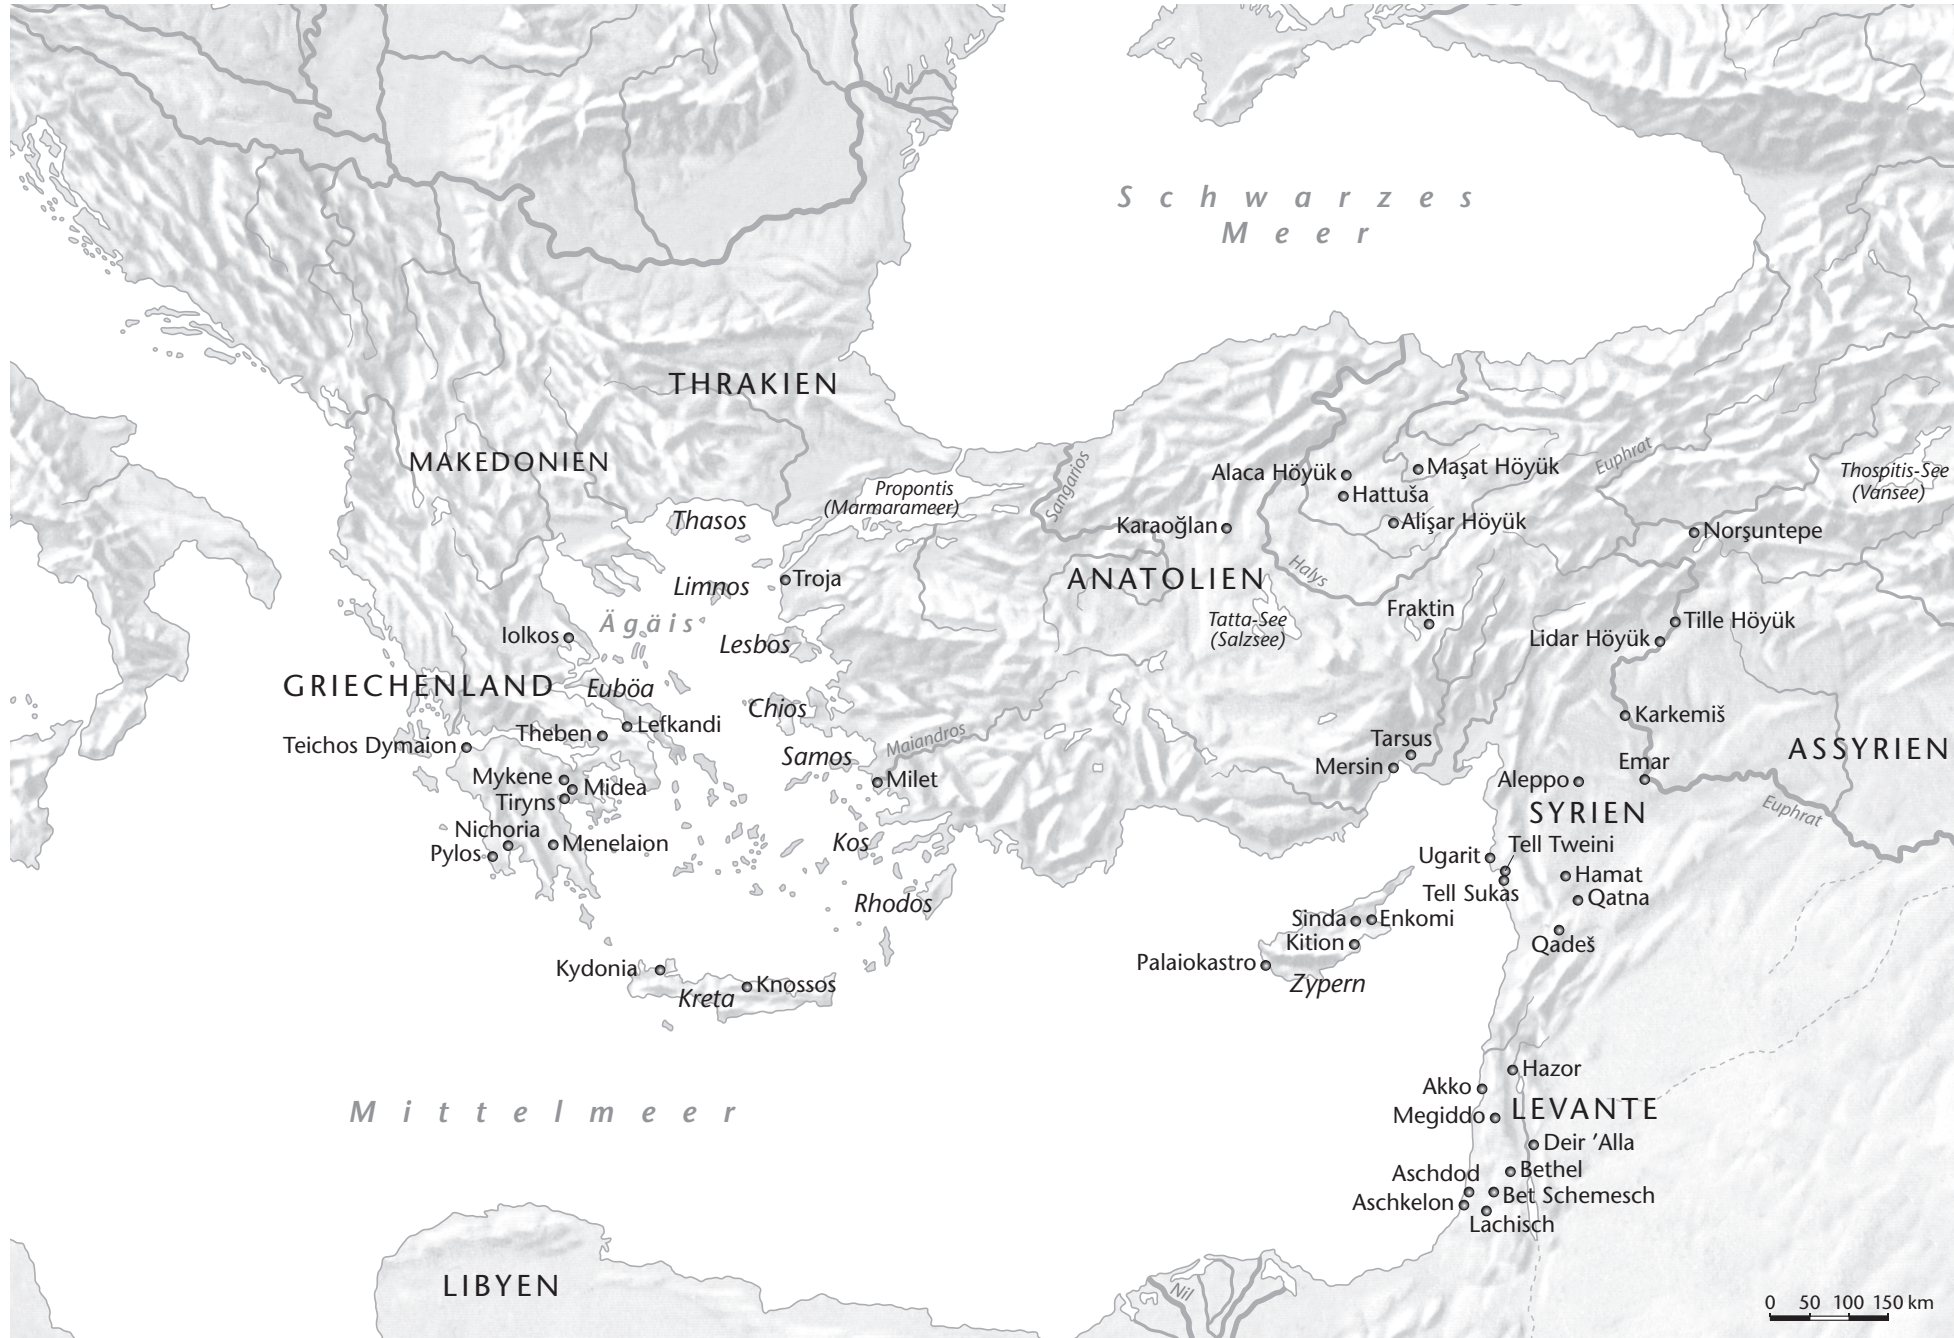 Schwarzes
Meer
THRAKIEN
MAKEDONIEN
Propontis
(Marmarameer)
Sangarios
Alaca Höyük
Maşat Höyük
Euphrat
Thospitis-See
(Vansee)
Hattuša
Thasos
Karaoğlan
Alişar Höyük
Norşuntepe
Limnos
Troja
ANATOLIEN
Halys
Fraktin
Tatta-See
(Salzsee)
Tille Höyük
Lidar Höyük
Iolkos
Ägäis
Lesbos
GRIECHENLAND
Euböa
Chios
Lefkandi
Theben
Teichos Dymaion
Samos
Maiandros
Karkemiš
Tarsus
Mersin
ASSYRIEN
Emar
Aleppo
Mykene
Midea
Tiryns
Milet
SYRIEN
Euphrat
Nichoria
Menelaion
Pylos
Kos
Tell Tweini
Ugarit
Hamat
Tell Sukas
Qatna
Rhodos
Sinda
Enkomi
Kition
Qadeš
Palaiokastro
Zypern
Kydonia
Knossos
Kreta
Hazor
Akko
LEVANTE
Megiddo
Mittelmeer
Deir ’Alla
Bethel
Aschdod
Bet Schemesch
Aschkelon
Lachisch
LIBYEN
Nil
0 50 100 150 km